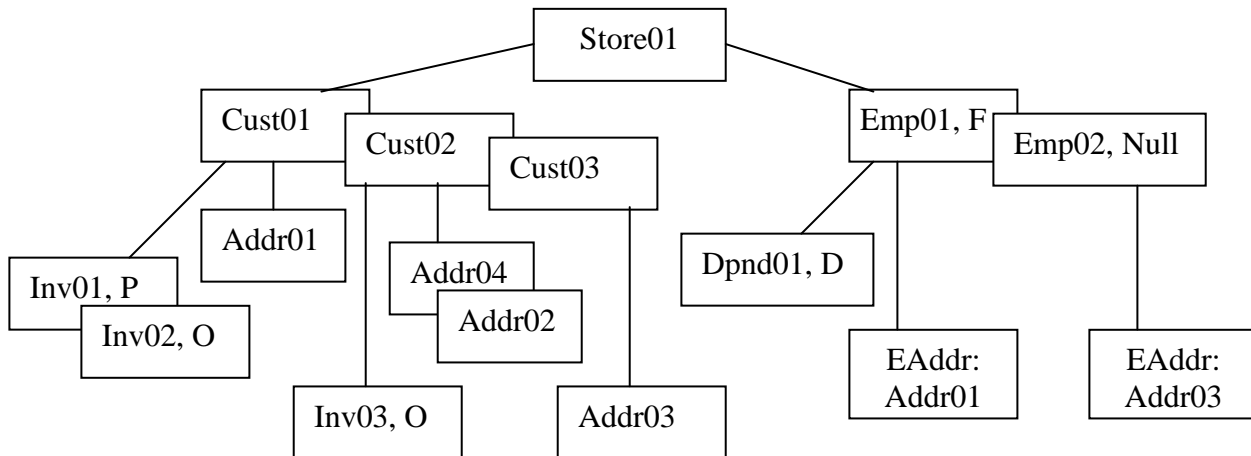 Store01
Cust01
Cust02
Cust03
Emp01, F
Emp02, Null
Inv01, P
Inv02, O
Addr01
Addr04
Addr02
Inv03, O
Addr03
Dpnd01, D
EAddr:
Addr01
EAddr:
Addr03